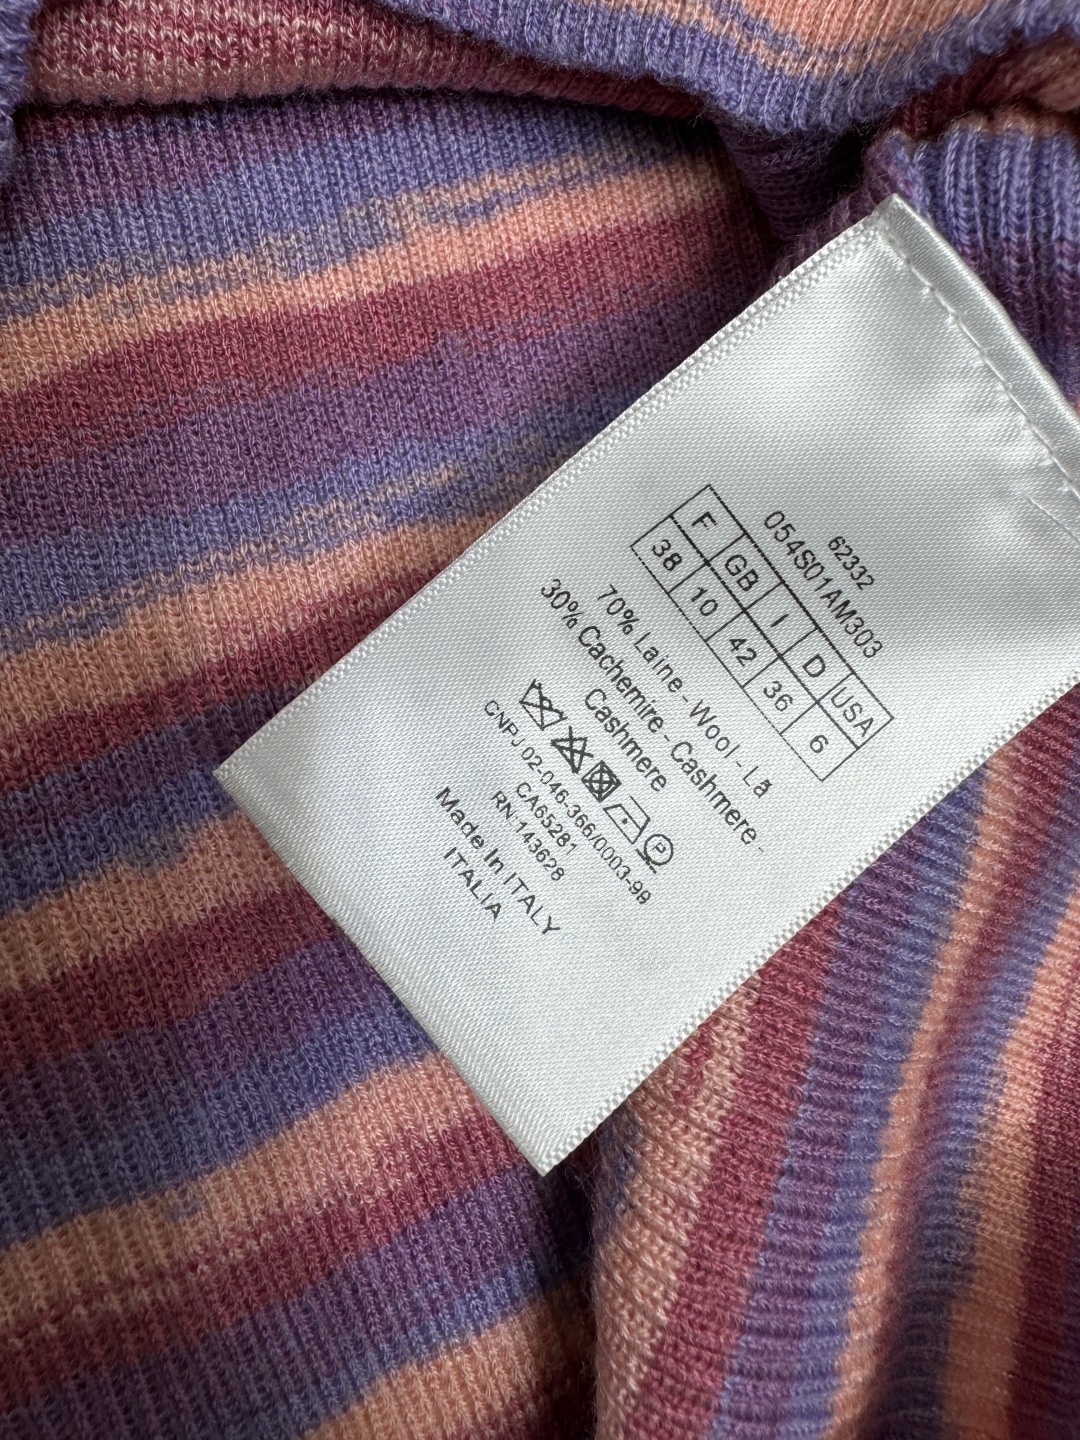 62332
054S01AM303
F GB I D USA
38 10 42 36 6
70% Laine - Wool - Lã
30% Cachemire - Cashmere -
Cashmere
P
CNPJ 02-046-366/0003-99
CA65281
RN:143628
Made In ITALY
ITALIA